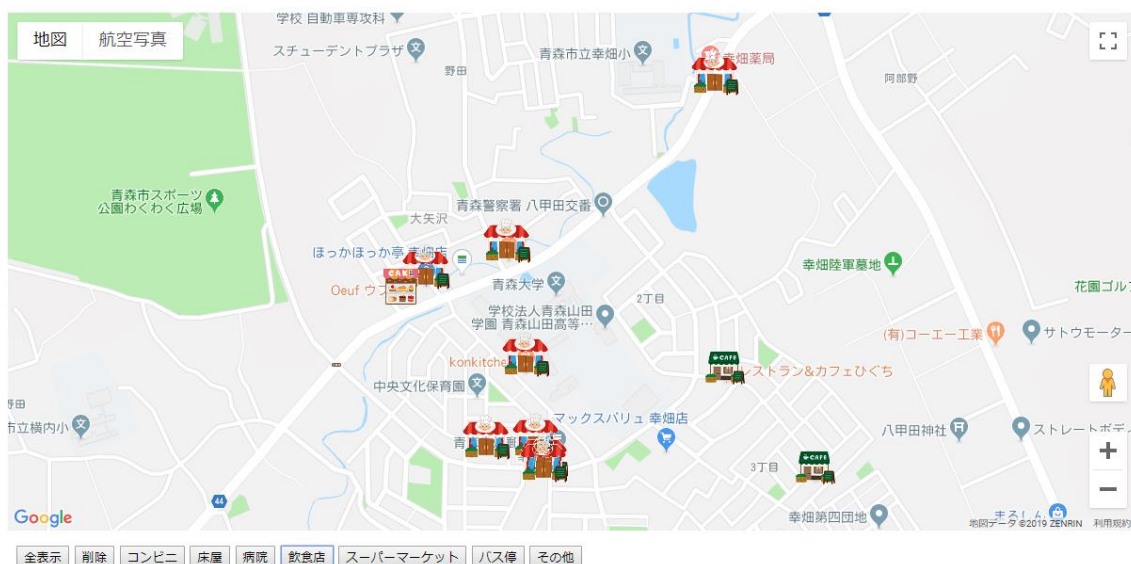 学校 自動車専攻科
地図 航空写真
スチューデントプラザ
青森市立幸畑小
幸畑薬局
野田
阿部野
青森市スポーツ
公園わくわく広場
青森警察署 八甲田交番
大矢沢
ほっかほっか亭 幸畑店
幸畑陸軍墓地
CAKE
Oeuf
青森大学
2丁目
花園ゴルフ
学校法人青森山田
学園 青森山田高等…
(有)コーエー工業
サトウモーター
konkitchen
CAFE
レストラン&カフェひぐち
中央文化保育園
野田
市立横内小
マックスバリュ 幸畑店
八甲田神社
ストレートボディ
青
CAFE
3丁目
44
Google
幸畑第四団地
まるしん
地図データ ©2019 ZENRIN 利用規約
全表示 削除 コンビニ 床屋 病院 飲食店 スーパーマーケット バス停 その他